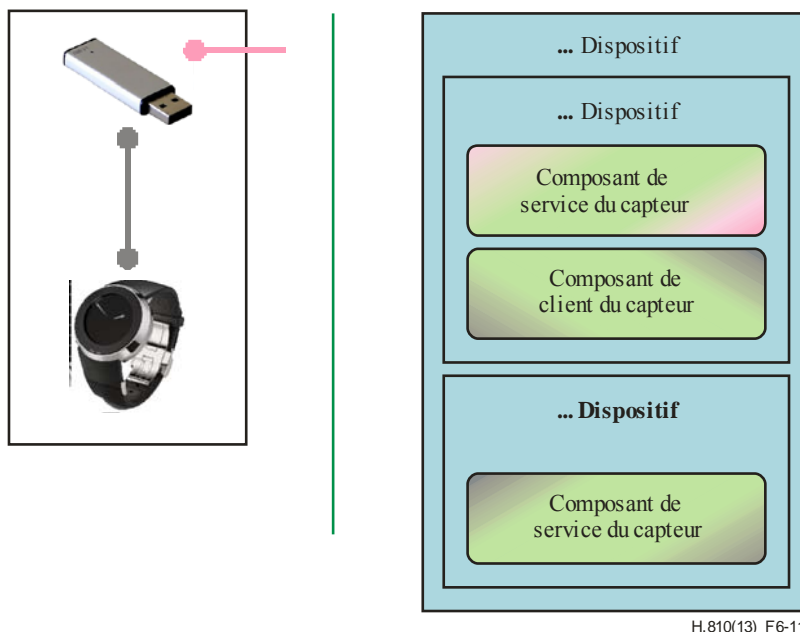 ... Dispositif
... Dispositif
Composant de
service du capteur
Composant de
client du capteur
... Dispositif
Composant de
service du capteur
H.810(13)_F6-11